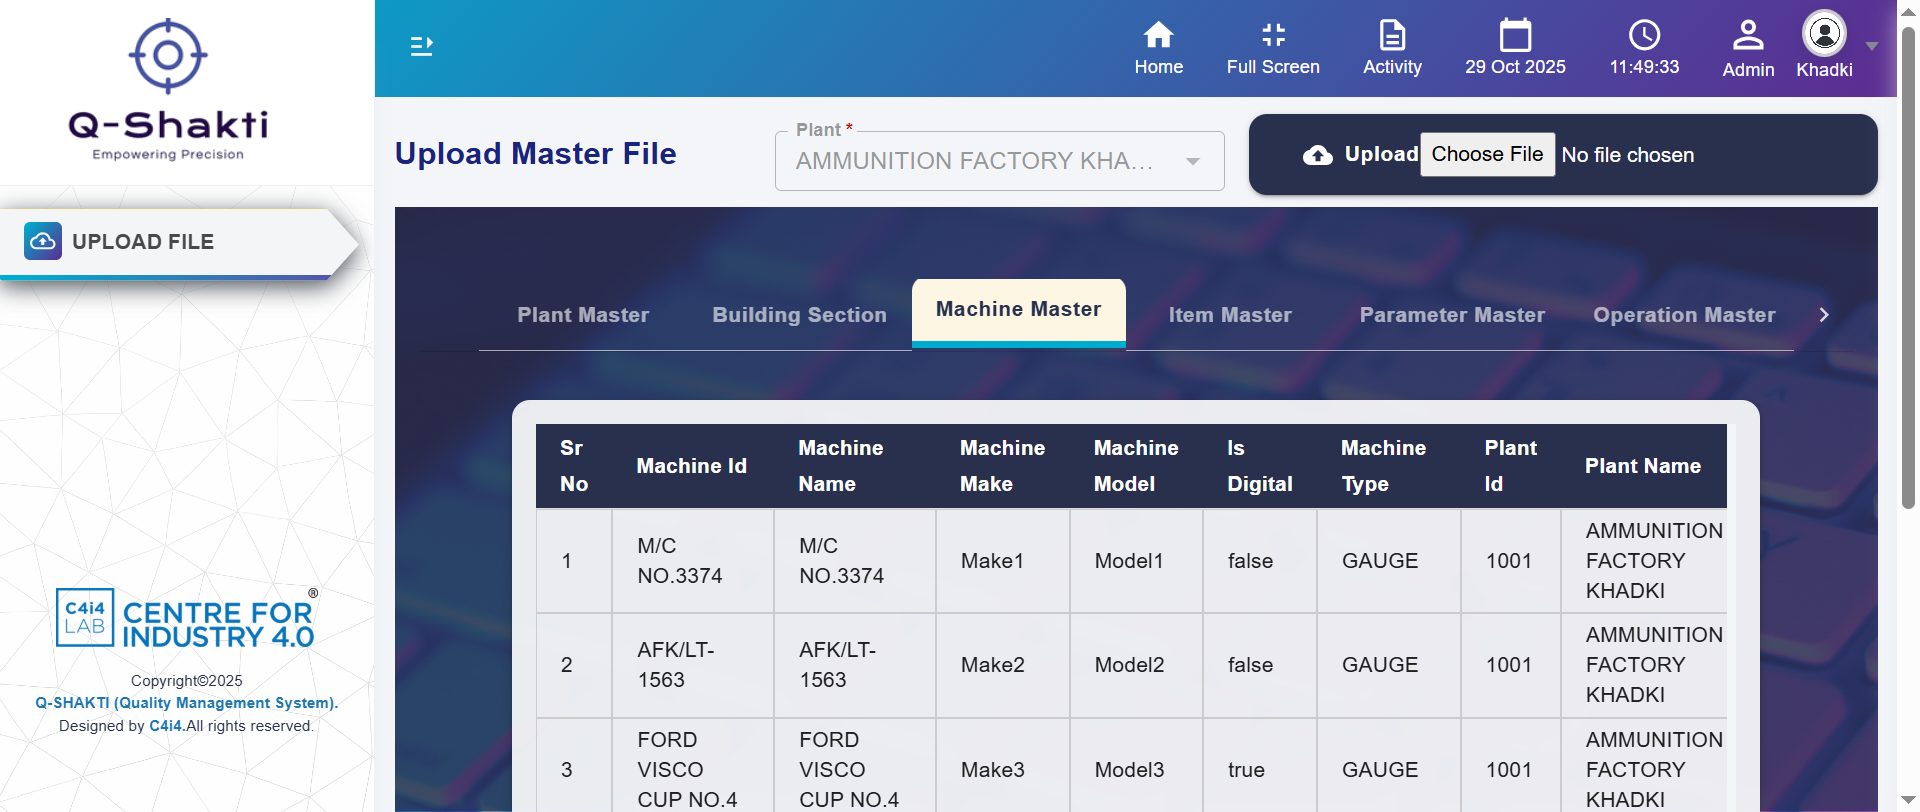 Q-Shakti
Empowering Precision
UPLOAD FILE
C4i4 LAB
CENTRE FOR INDUSTRY 4.0
®
Copyright©2025
Q-SHAKTI (Quality Management System).
Designed by C4i4.All rights reserved.
Home
Full Screen
Activity
29 Oct 2025
11:49:33
Admin
Khadki
Upload Master File
Plant *
AMMUNITION FACTORY KHA...
Upload Choose File No file chosen
Plant Master
Building Section
Machine Master
Item Master
Parameter Master
Operation Master
Sr No
Machine Id
Machine Name
Machine Make
Machine Model
Is Digital
Machine Type
Plant Id
Plant Name
1
M/C NO.3374
M/C NO.3374
Make1
Model1
false
GAUGE
1001
AMMUNITION FACTORY KHADKI
2
AFK/LT-1563
AFK/LT-1563
Make2
Model2
false
GAUGE
1001
AMMUNITION FACTORY KHADKI
3
FORD VISCO CUP NO.4
FORD VISCO CUP NO.4
Make3
Model3
true
GAUGE
1001
AMMUNITION FACTORY KHADKI